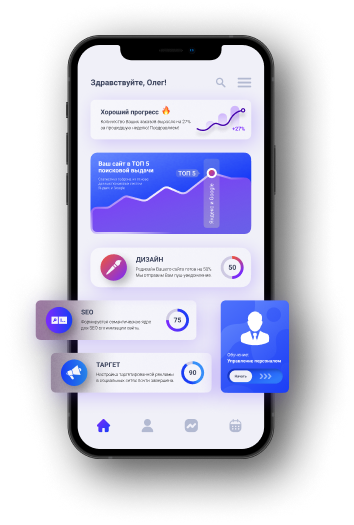 Здравствуйте, Олег!
Хороший прогресс
Количество Ваших заказов выросло на 27%
за прошедшую неделю! Поздравляем!
+27%
Ваш сайт в ТОП 5
поисковой выдачи
ТОП 5
Яндекс и Google
ДИЗАЙН
Редизайн Вашего сайта готов на 50%
Мы отправим Вам пуш уведомление
50
SEO
Формируется семантическое ядро
для SEO оптимизации сайта.
75
ТАРГЕТ
Настройка таргетированной рекламы
в социальных сетях почти завершена
90
Обучение:
Управление персоналом
Начать